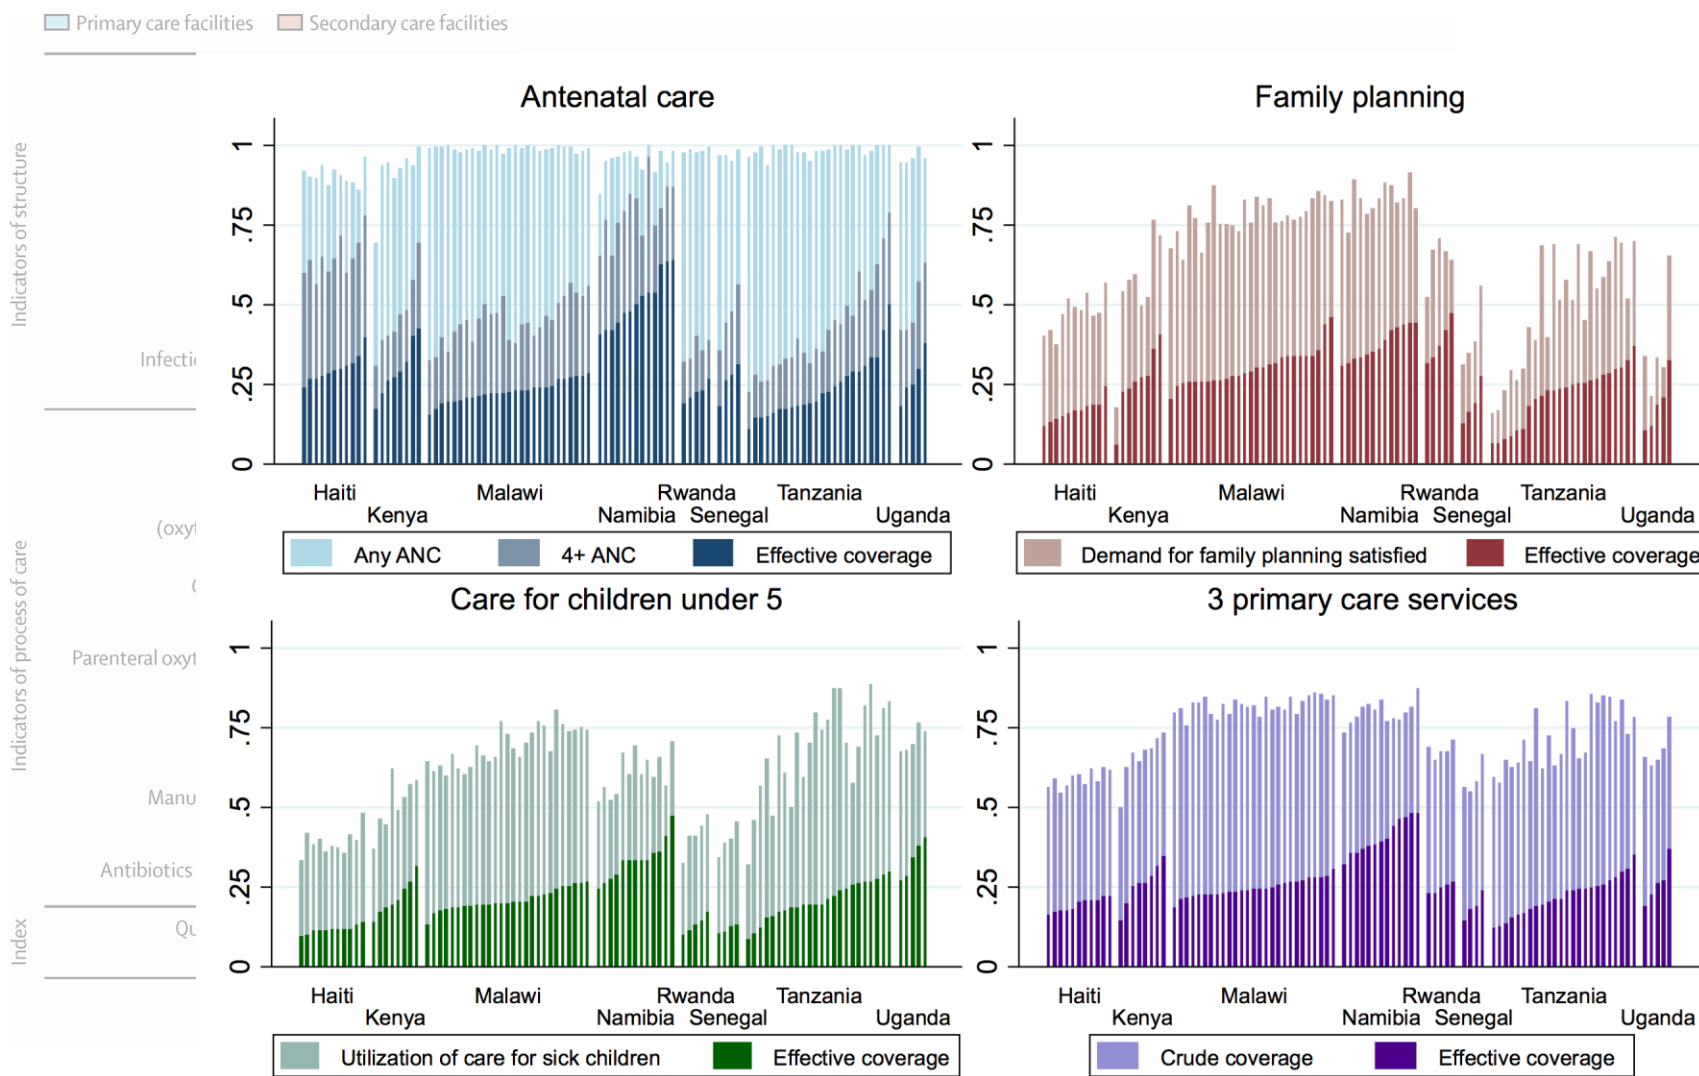 Primary care facilities Secondary care facilities
Indicators of structure
Indicators of process of care
Index
(oxyt
Parenteral oxyt
Manu
Antibiotics
Qu
Antenatal care
1
.75
.5
.25
0
Haiti Malawi Rwanda Tanzania
Kenya Namibia Senegal Uganda
Any ANC 4+ ANC Effective coverage
Family planning
1
.75
.5
.25
0
Haiti Malawi Rwanda Tanzania
Kenya Namibia Senegal Uganda
Demand for family planning satisfied Effective coverage
Care for children under 5
1
.75
.5
.25
0
Haiti Malawi Rwanda Tanzania
Kenya Namibia Senegal Uganda
Utilization of care for sick children Effective coverage
3 primary care services
1
.75
.5
.25
0
Haiti Malawi Rwanda Tanzania
Kenya Namibia Senegal Uganda
Crude coverage Effective coverage